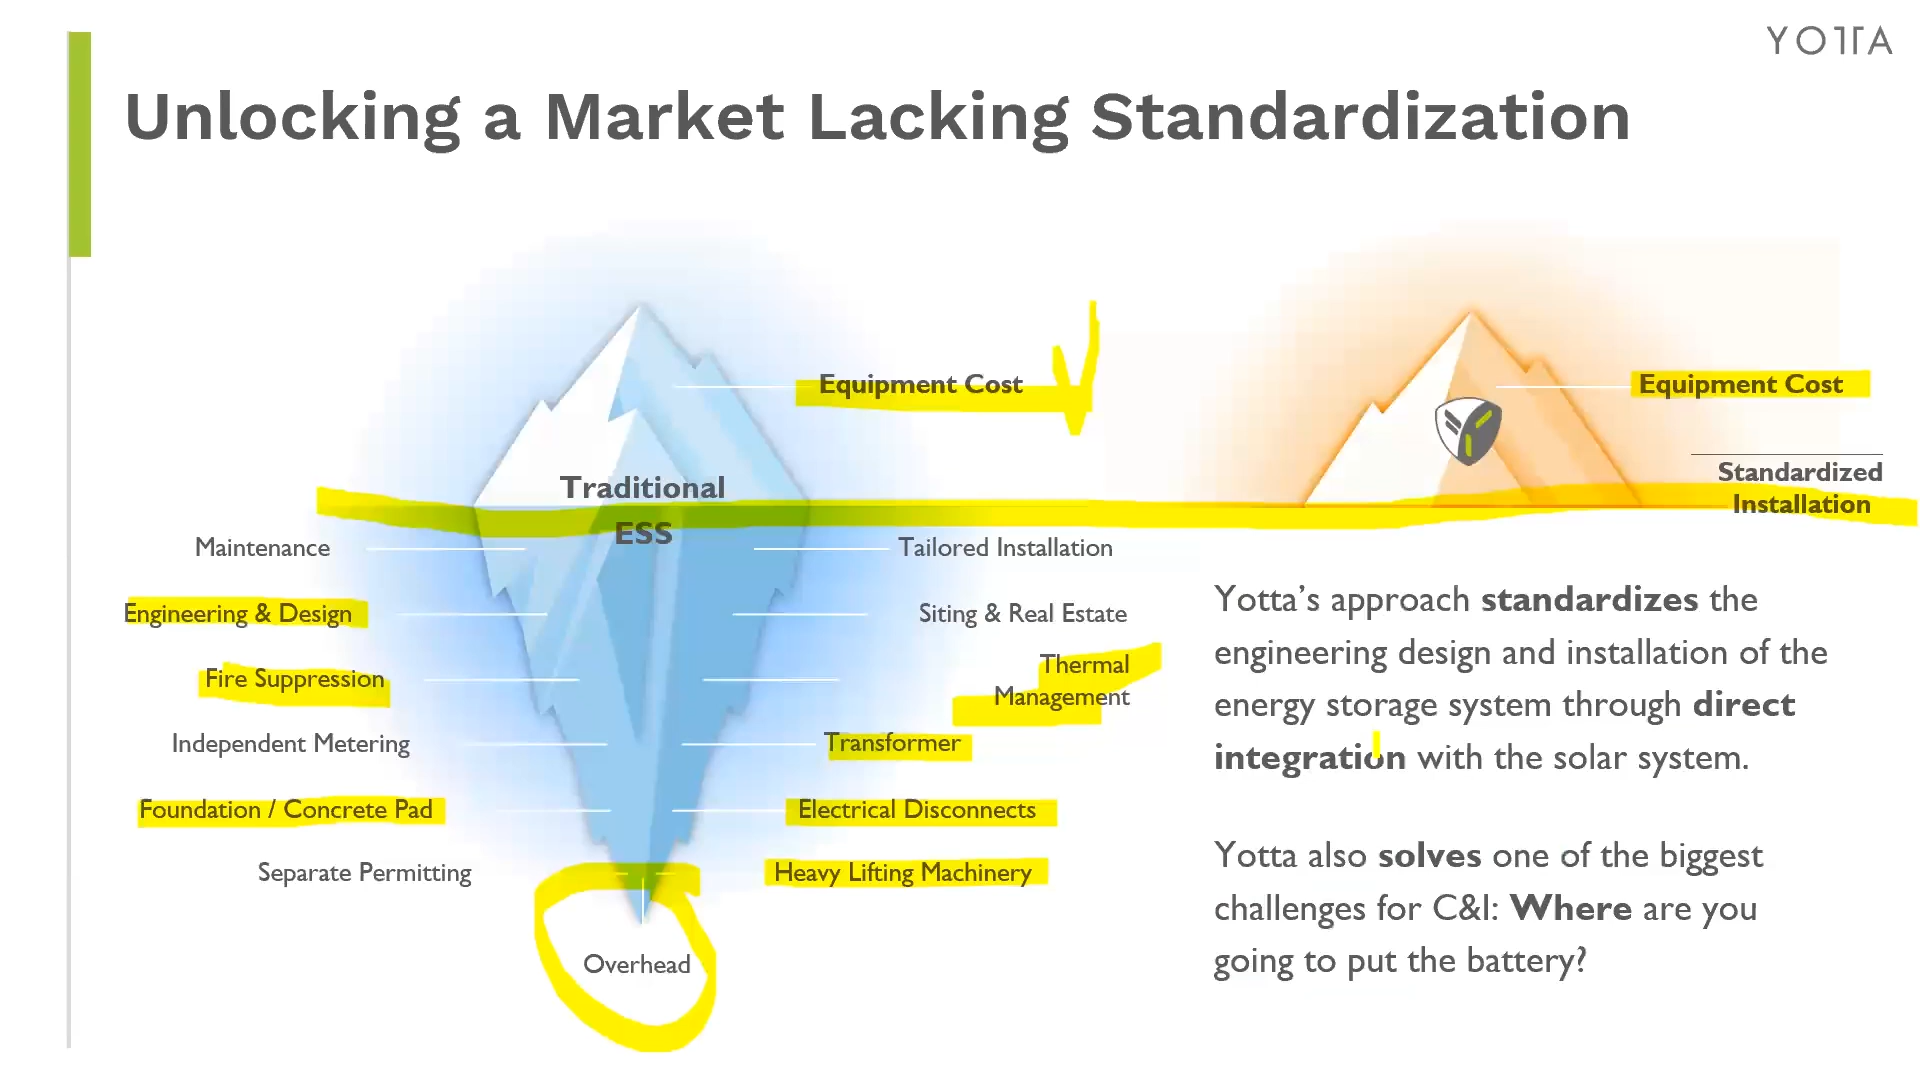 YOTTA
Unlocking a Market Lacking Standardization
Equipment Cost
Traditional
ESS
Maintenance
Engineering & Design
Fire Suppression
Independent Metering
Foundation / Concrete Pad
Separate Permitting
Tailored Installation
Siting & Real Estate
Thermal
Management
Transformer
Electrical Disconnects
Heavy Lifting Machinery
Overhead
Equipment Cost
Standardized
Installation
Yotta’s approach standardizes the
engineering design and installation of the
energy storage system through direct
integration with the solar system.
Yotta also solves one of the biggest
challenges for C&I: Where are you
going to put the battery?